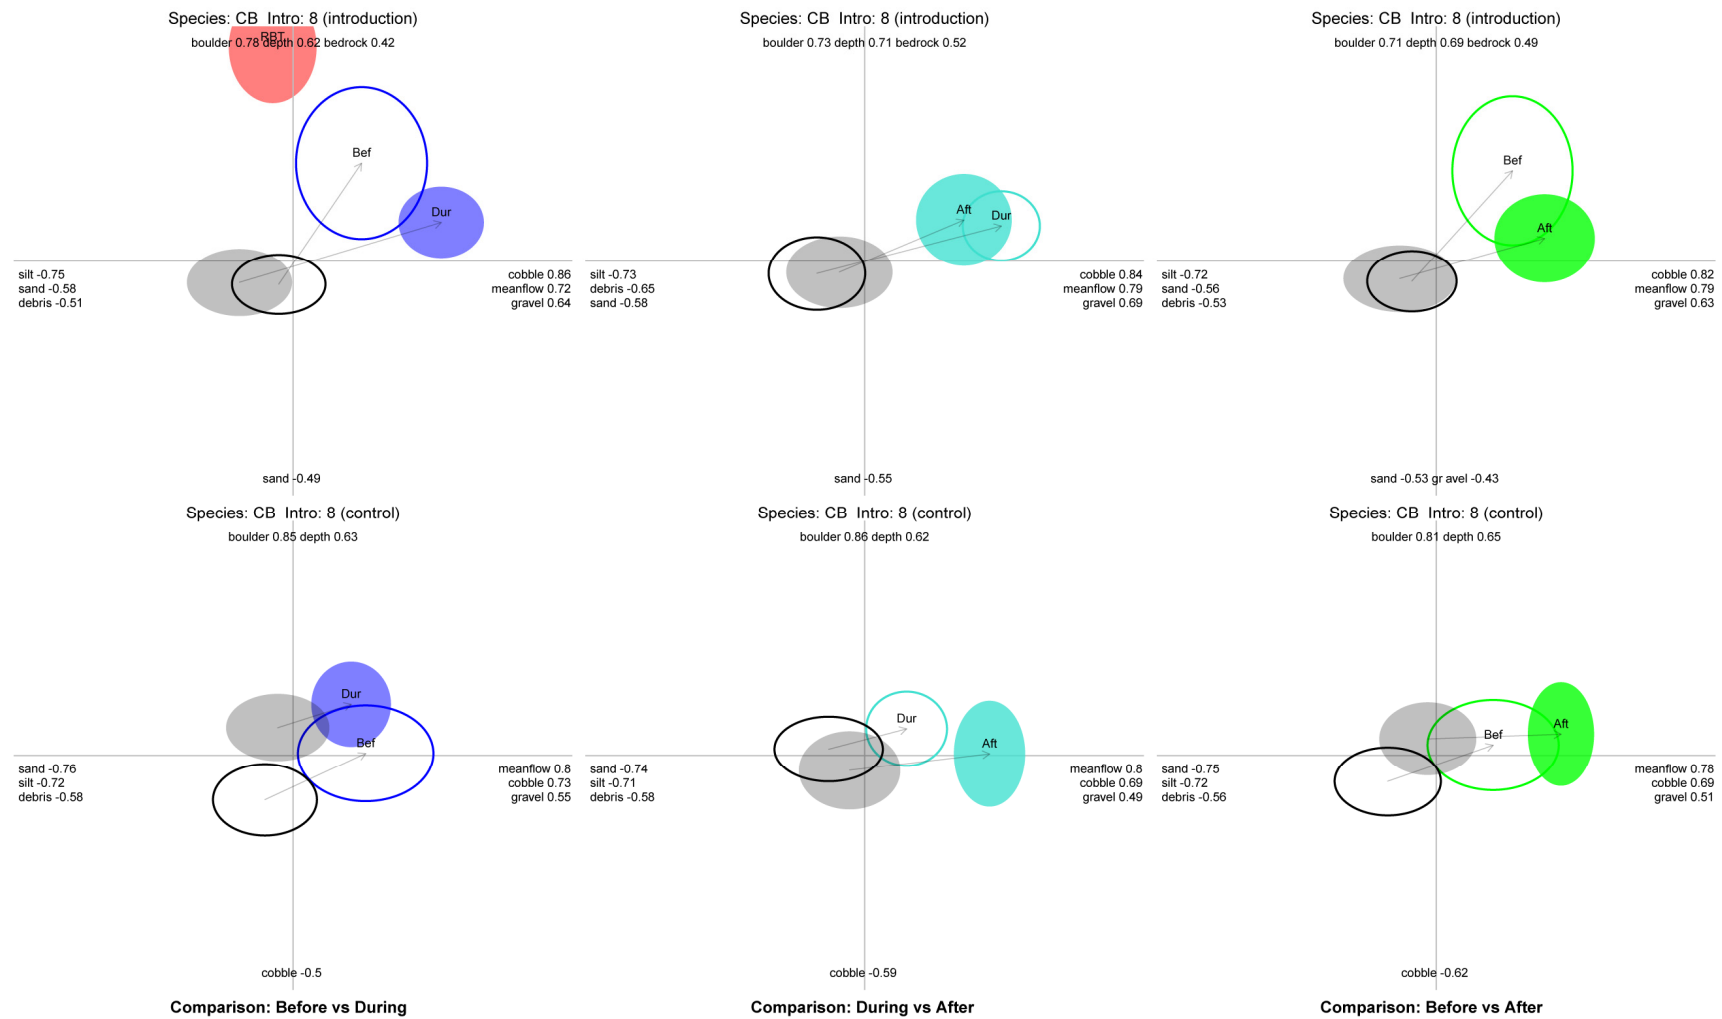 Species: CB  Intro: 8 (introduction)
boulder 0.78 depth 0.62 bedrock 0.42
RBT
Bef
Dur
silt -0.75
sand -0.58
debris -0.51
cobble 0.86
meanflow 0.72
gravel 0.64
sand -0.49
Species: CB  Intro: 8 (introduction)
boulder 0.73 depth 0.71 bedrock 0.52
Aft
Dur
silt -0.73
debris -0.65
sand -0.58
cobble 0.84
meanflow 0.79
gravel 0.69
sand -0.55
Species: CB  Intro: 8 (introduction)
boulder 0.71 depth 0.69 bedrock 0.49
Bef
Aft
silt -0.72
sand -0.56
debris -0.53
cobble 0.82
meanflow 0.79
gravel 0.63
sand -0.53 gr avel -0.43
Species: CB  Intro: 8 (control)
boulder 0.85 depth 0.63
Dur
Bef
sand -0.76
silt -0.72
debris -0.58
meanflow 0.8
cobble 0.73
gravel 0.55
cobble -0.5
Comparison: Before vs During
Species: CB  Intro: 8 (control)
boulder 0.86 depth 0.62
Dur
Aft
sand -0.74
silt -0.71
debris -0.58
meanflow 0.8
cobble 0.69
gravel 0.49
cobble -0.59
Comparison: During vs After
Species: CB  Intro: 8 (control)
boulder 0.81 depth 0.65
Aft
Bef
sand -0.75
silt -0.72
debris -0.56
meanflow 0.78
cobble 0.69
gravel 0.51
cobble -0.62
Comparison: Before vs After